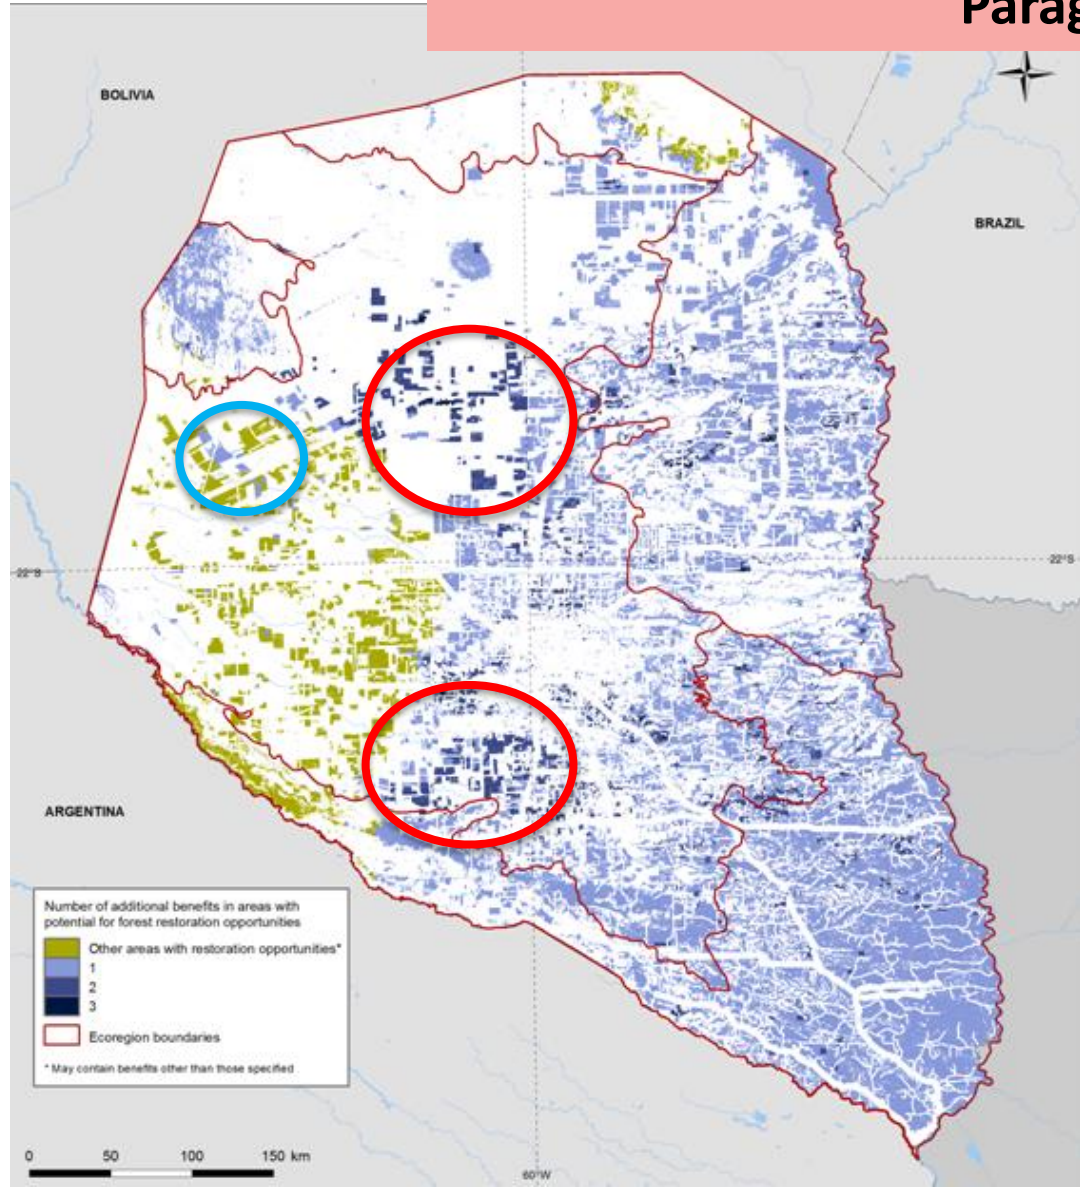 Parag
BOLIVIA
BRAZIL
22°S
22°S
ARGENTINA
Number of additional benefits in areas with
potential for forest restoration opportunities
Other areas with restoration opportunities*
1
2
3
Ecoregion boundaries
* May contain benefits other than those specified
0 50 100 150 km
60°W